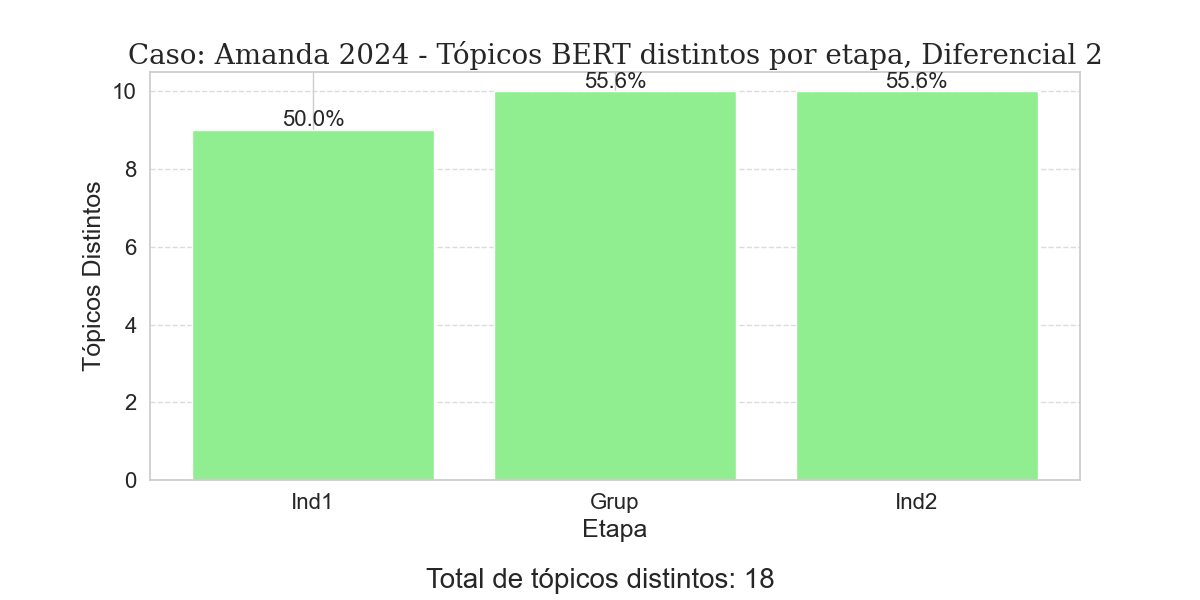 Caso: Amanda 2024 - Tópicos BERT distintos por etapa, Diferencial 2
50.0%
55.6%
55.6%
10
8
6
4
2
0
Tópicos Distintos
Ind1
Grup
Ind2
Etapa
Total de tópicos distintos: 18